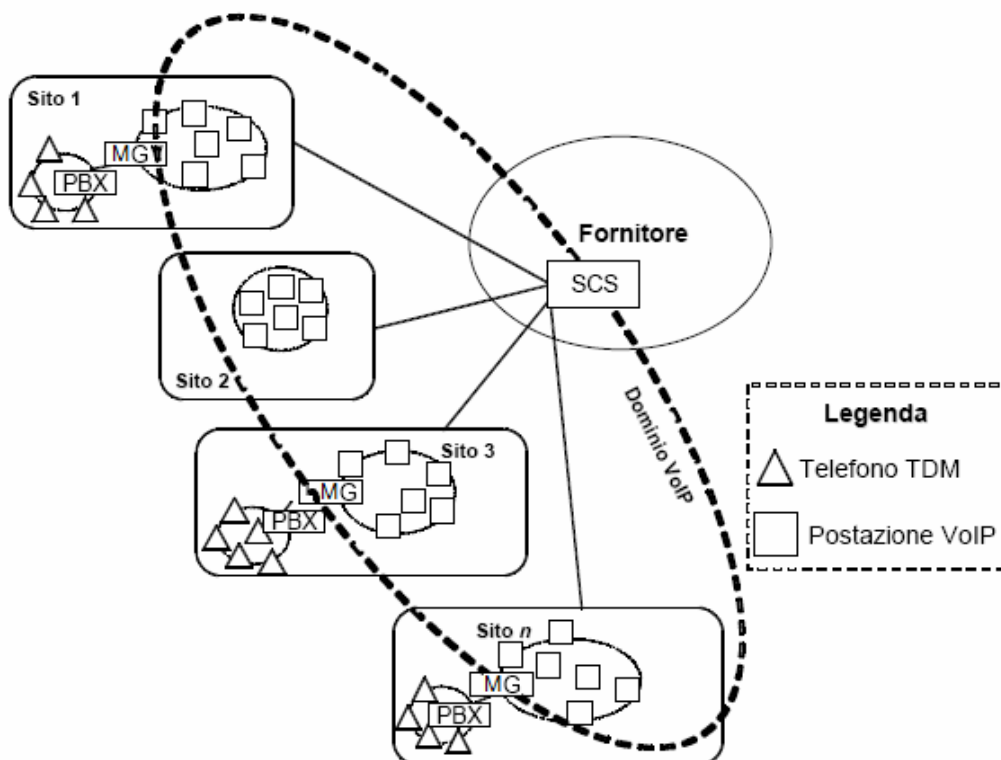 Sito 1
MG
PBX
Fornitore
SCS
Sito 2
Dominio VoIP
Legenda
Telefono TDM
Postazione VoIP
Sito 3
MG
PBX
Sito n
MG
PBX